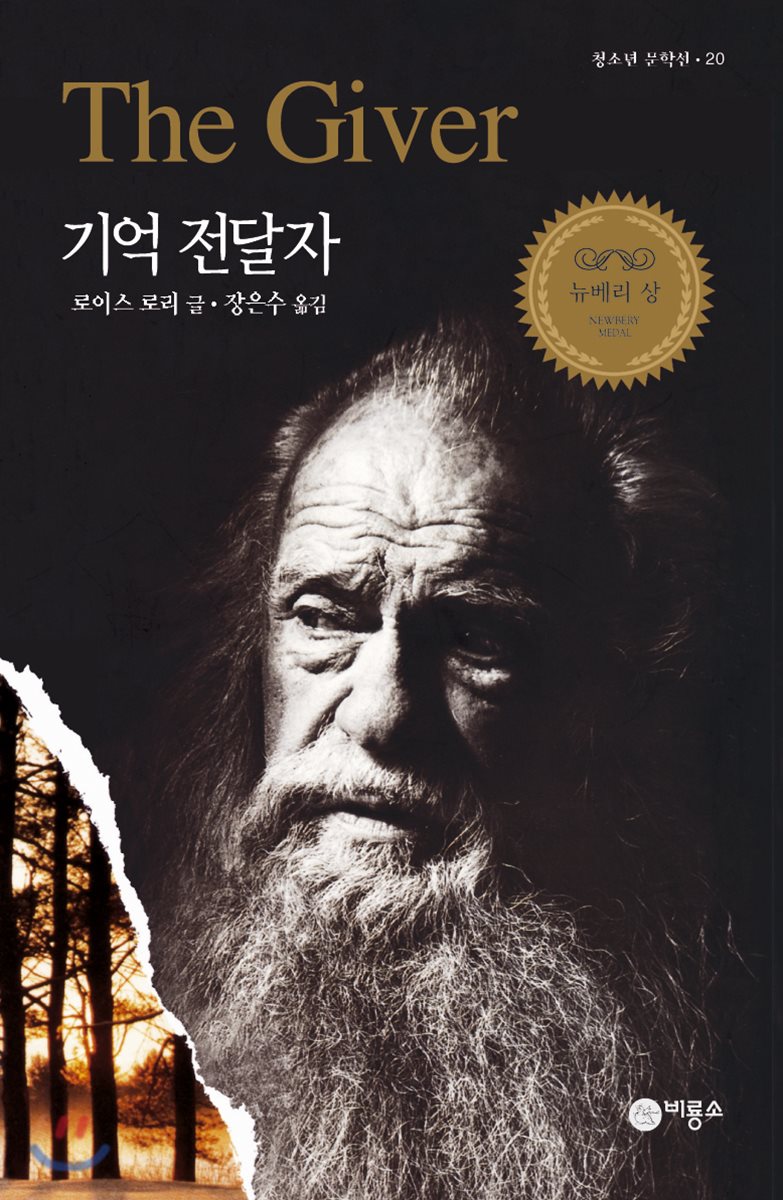 청소년 문학선 • 20
The Giver
기억 전달자
로이스 로리 글 • 장은수 옮김
뉴베리 상
NEWBERY
MEDAL
비룡소